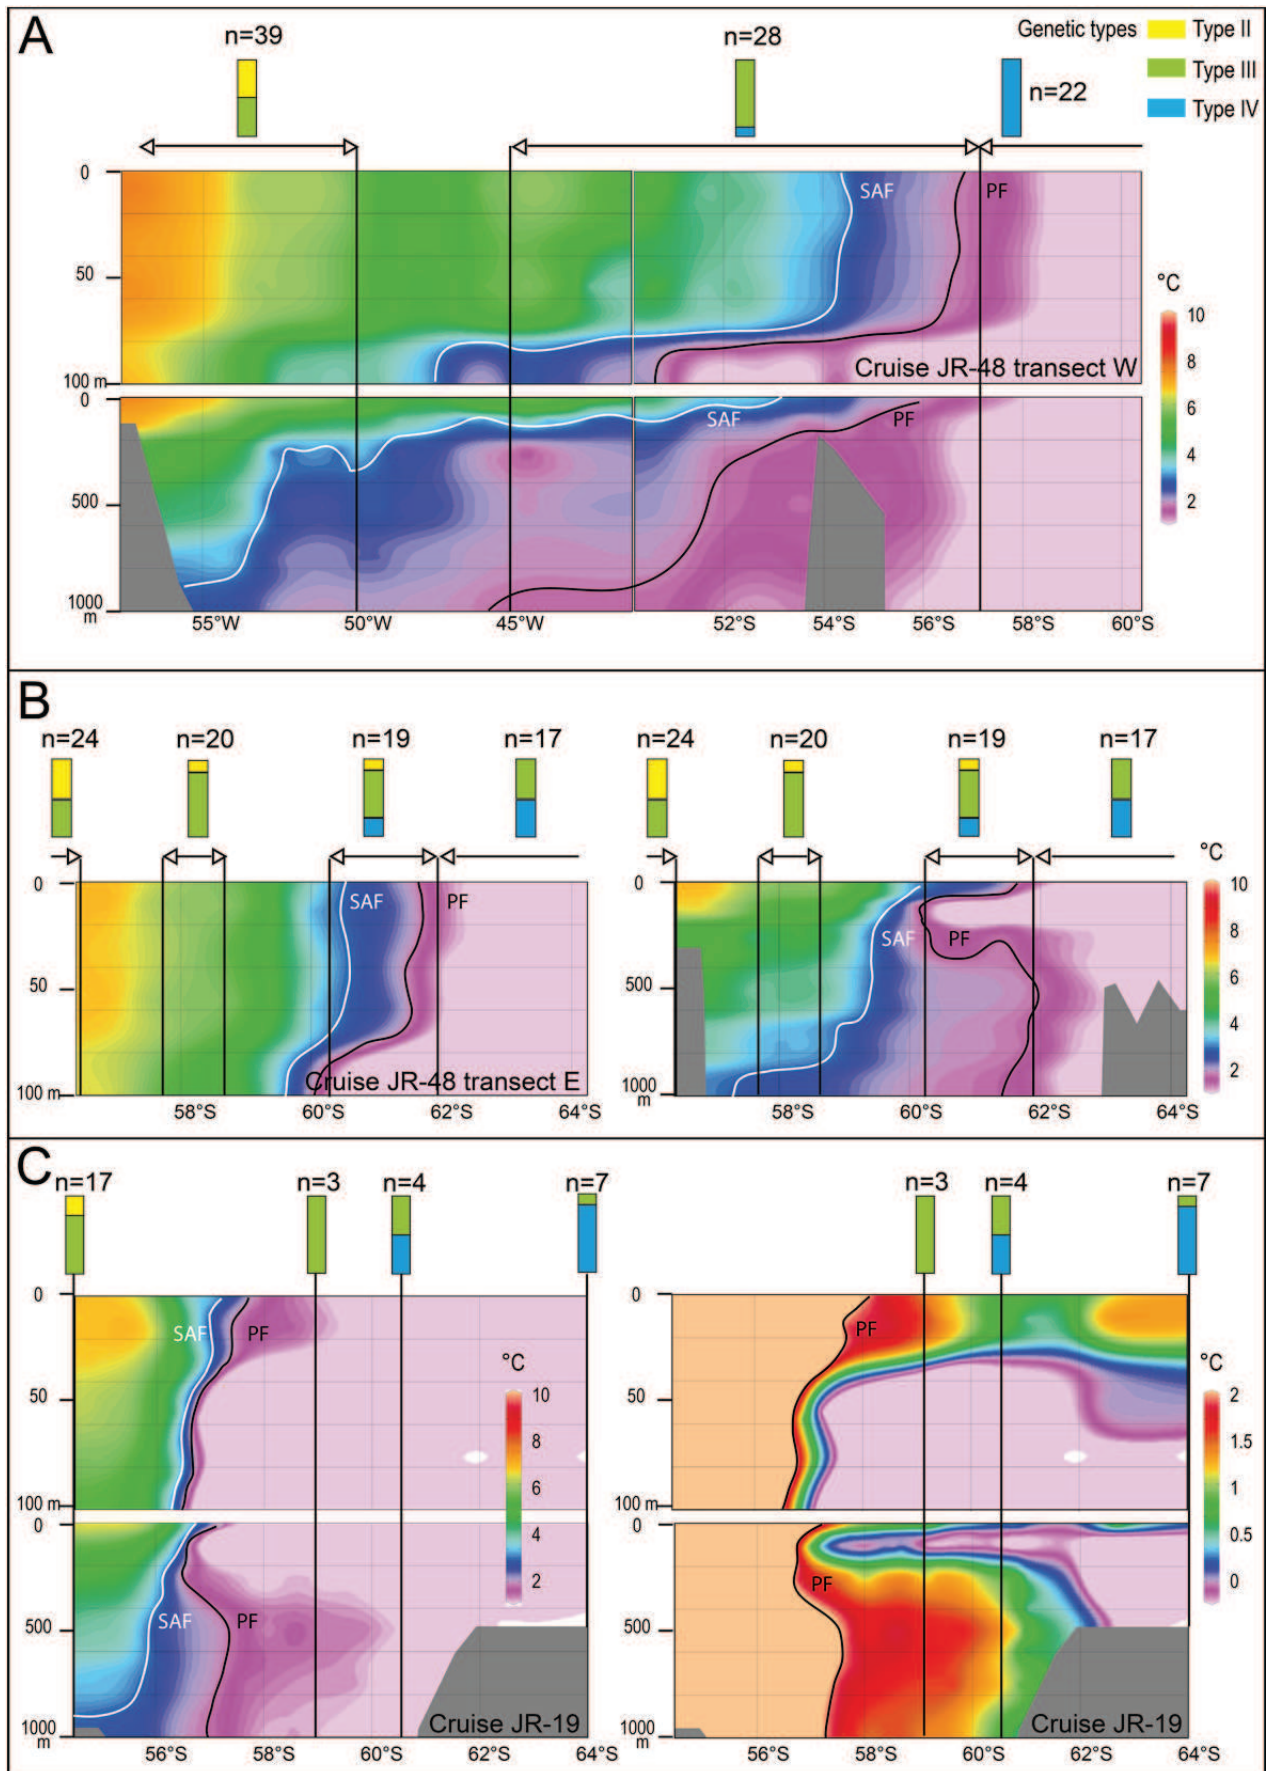 A
n=39
n=28
n=22
Genetic types
Type II
Type III
Type IV
0
50
100 m
SAF
PF
Cruise JR-48 transect W
0
500
1000
m
SAF
PF
55°W
50°W
45°W
52°S
54°S
56°S
58°S
60°S
°C
10
8
6
4
2
B
n=24
n=20
n=19
n=17
0
50
100 m
SAF
PF
Cruise JR-48 transect E
58°S
60°S
62°S
64°S
n=24
n=20
n=19
n=17
0
500
1000
m
SAF
PF
58°S
60°S
62°S
64°S
°C
10
8
6
4
2
C
n=17
n=3
n=4
n=7
0
50
100 m
SAF
PF
°C
10
8
6
4
2
0
500
1000
m
SAF
PF
Cruise JR-19
56°S
58°S
60°S
62°S
64°S
n=3
n=4
n=7
0
50
100 m
PF
0
500
1000
m
PF
Cruise JR-19
56°S
58°S
60°S
62°S
64°S
°C
2
1.5
1
0.5
0